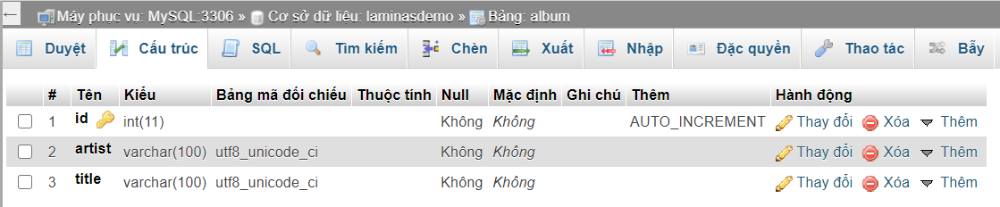 Máy phục vụ: MySQL:3306 » Cơ sở dữ liệu: laminasdemo » Bảng: album
Duyệt Cấu trúc SQL Tìm kiếm Chèn Xuất Nhập Đặc quyền Thao tác Bẫy
# Tên Kiểu Bảng mã đối chiếu Thuộc tính Null Mặc định Ghi chú Thêm Hành động
1 id int(11) Không Không AUTO_INCREMENT Thay đổi Xóa Thêm
2 artist varchar(100) utf8_unicode_ci Không Không Thay đổi Xóa Thêm
3 title varchar(100) utf8_unicode_ci Không Không Thay đổi Xóa Thêm